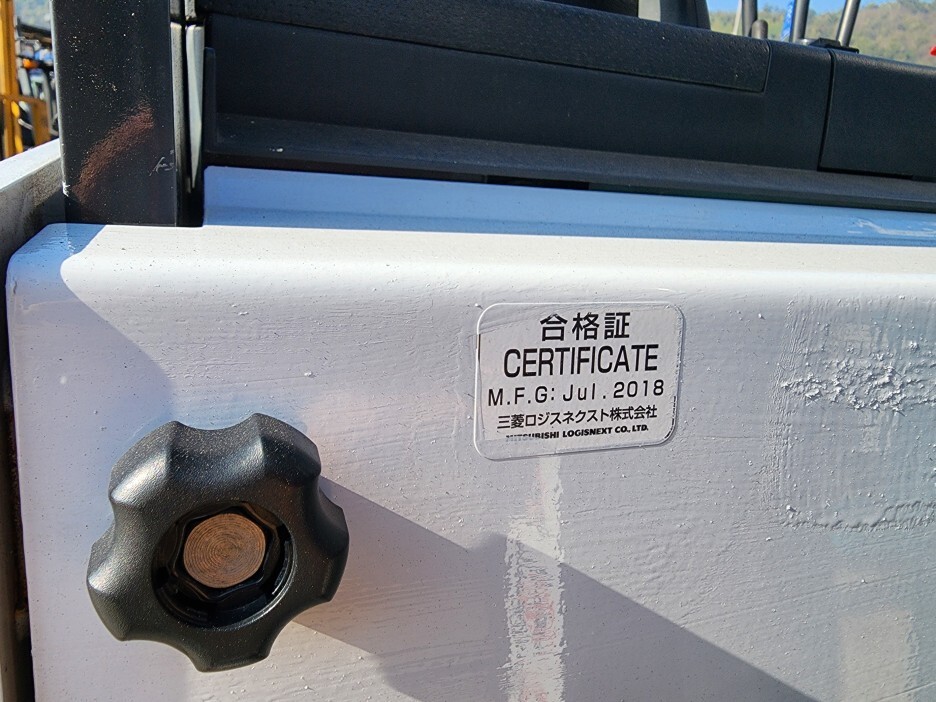 合格証
CERTIFICATE
M.F.G: Jul. 2018
三菱ロジスネクスト株式会社
MITSUBISHI LOGISNEXT CO., LTD.